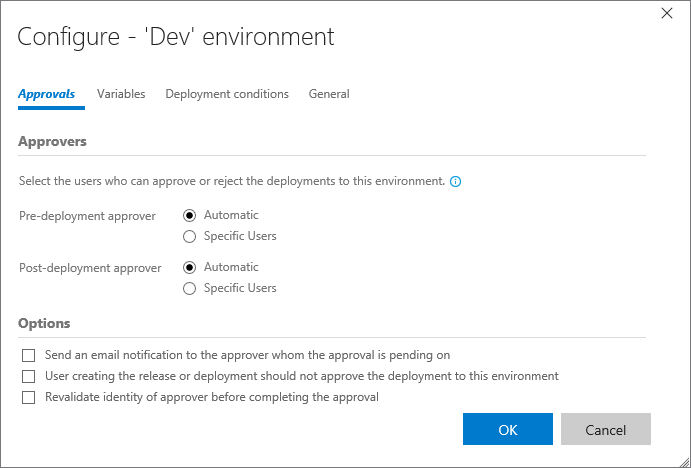 Configure - 'Dev' environment
Approvals Variables Deployment conditions General
Approvers
Select the users who can approve or reject the deployments to this environment.
Pre-deployment approver Automatic
Specific Users
Post-deployment approver Automatic
Specific Users
Options
Send an email notification to the approver whom the approval is pending on
User creating the release or deployment should not approve the deployment to this environment
Revalidate identity of approver before completing the approval
OK Cancel